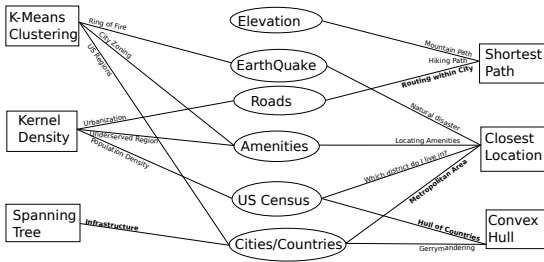 K-Means
Clustering
Ring of Fire
City Zoning
US Regions
Elevation
Mountain Path
Hiking Path
Routing within City
Shortest
Path
EarthQuake
Roads
Natural disaster
Kernel
Density
Urbanization
Underserved Region
Population Density
Amenities
Locating Amenities
Closest
Location
Which district do I live in?
Metropolitan Area
US Census
Spanning
Tree
Infrastructure
Cities/Countries
Hull of Countries
Gerrymandering
Convex
Hull